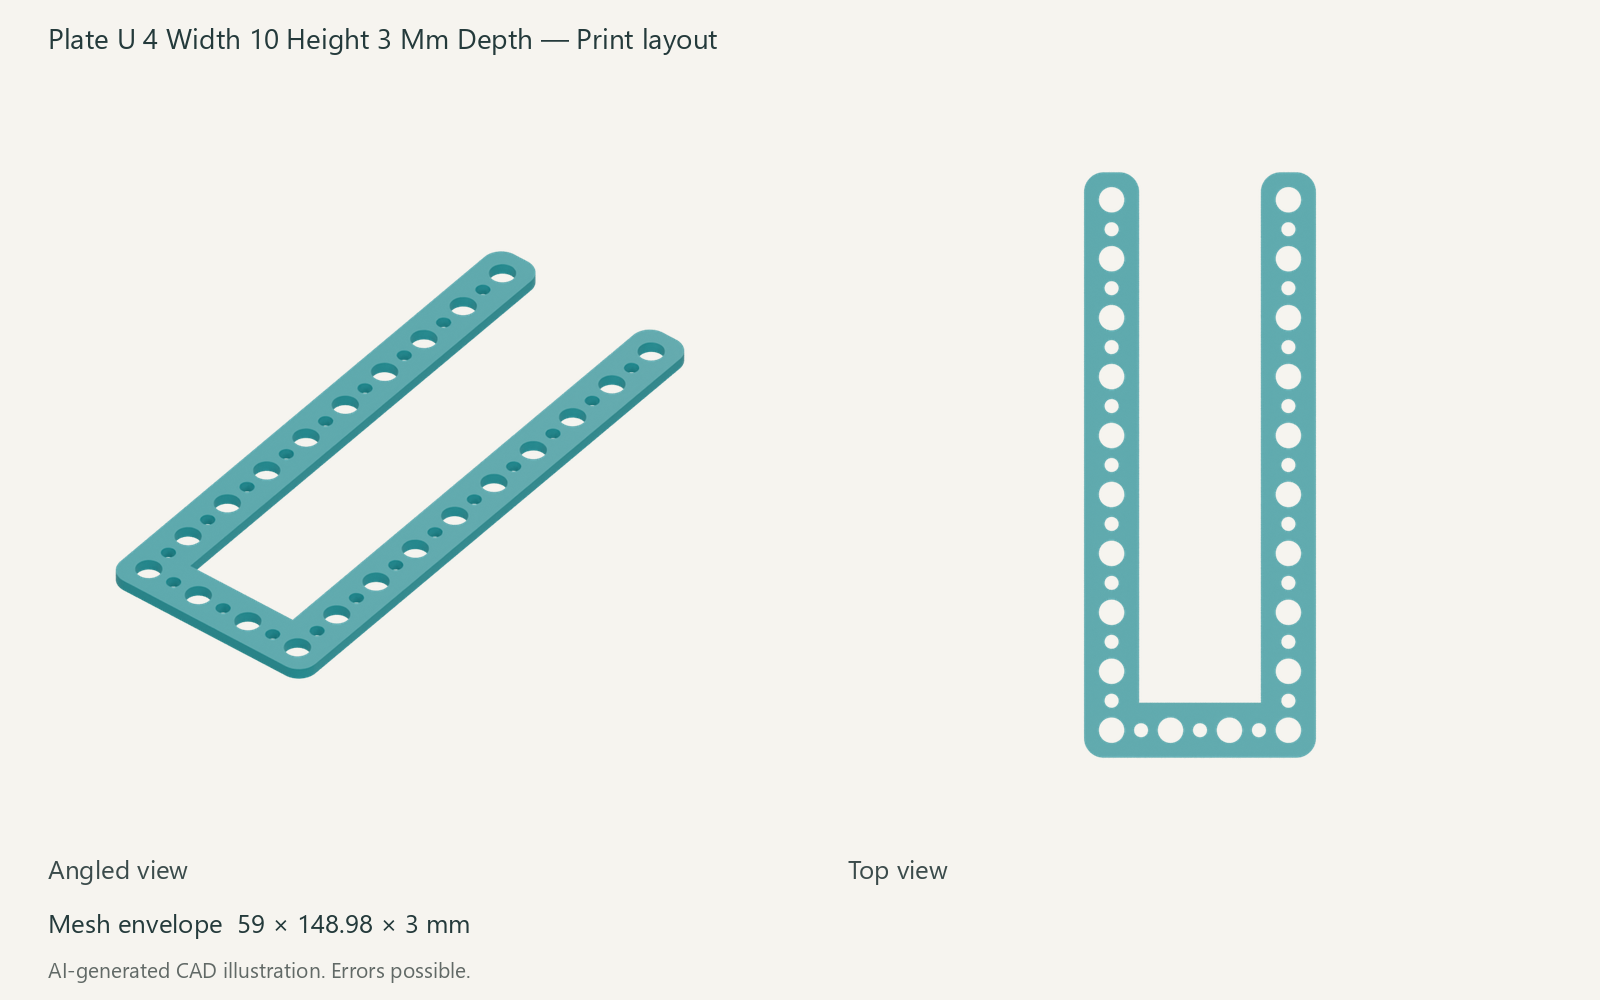 Plate U 4 Width 10 Height 3 Mm Depth — Print layout
Angled view
Top view
Mesh envelope  59 × 148.98 × 3 mm
AI-generated CAD illustration. Errors possible.